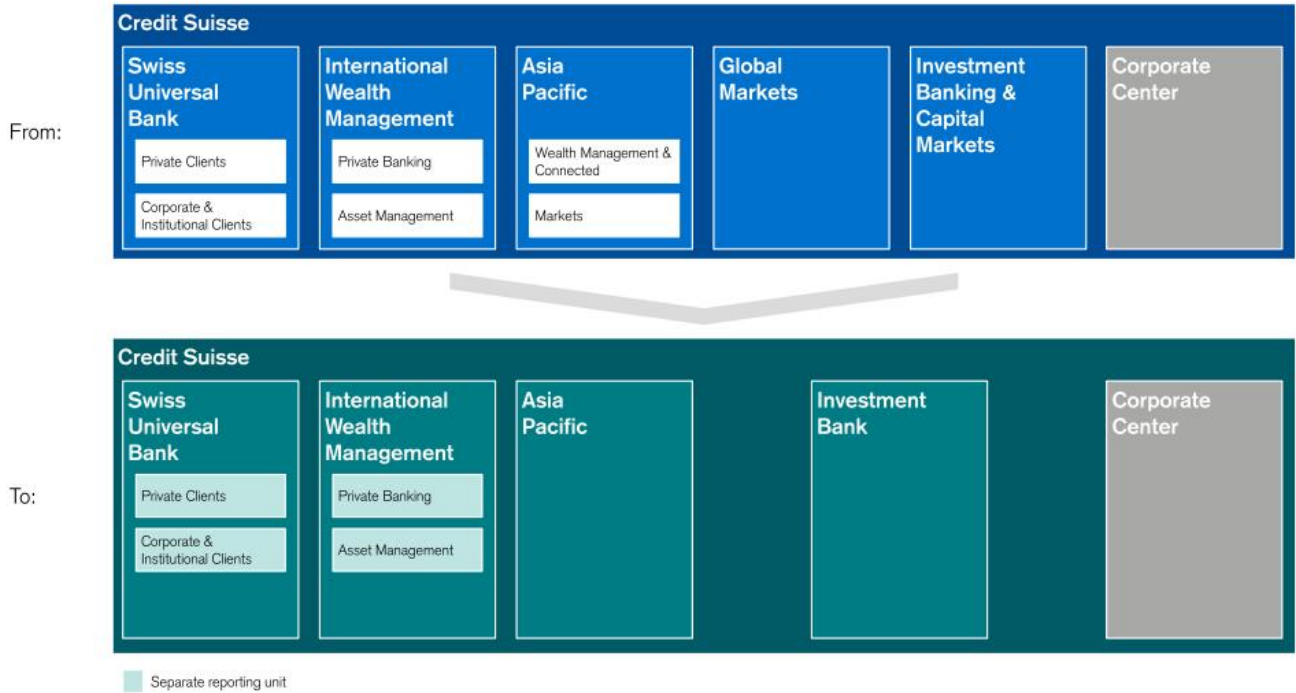 Credit Suisse
Swiss
Universal
Bank
International
Wealth
Management
Asia
Pacific
Global
Markets
Investment
Banking &
Capital
Markets
Corporate
Center
From:
Private Clients
Private Banking
Wealth Management &
Connected
Corporate &
Institutional Clients
Asset Management
Markets
Credit Suisse
Swiss
Universal
Bank
International
Wealth
Management
Asia
Pacific
Investment
Bank
Corporate
Center
To:
Private Clients
Private Banking
Corporate &
Institutional Clients
Asset Management
Separate reporting unit